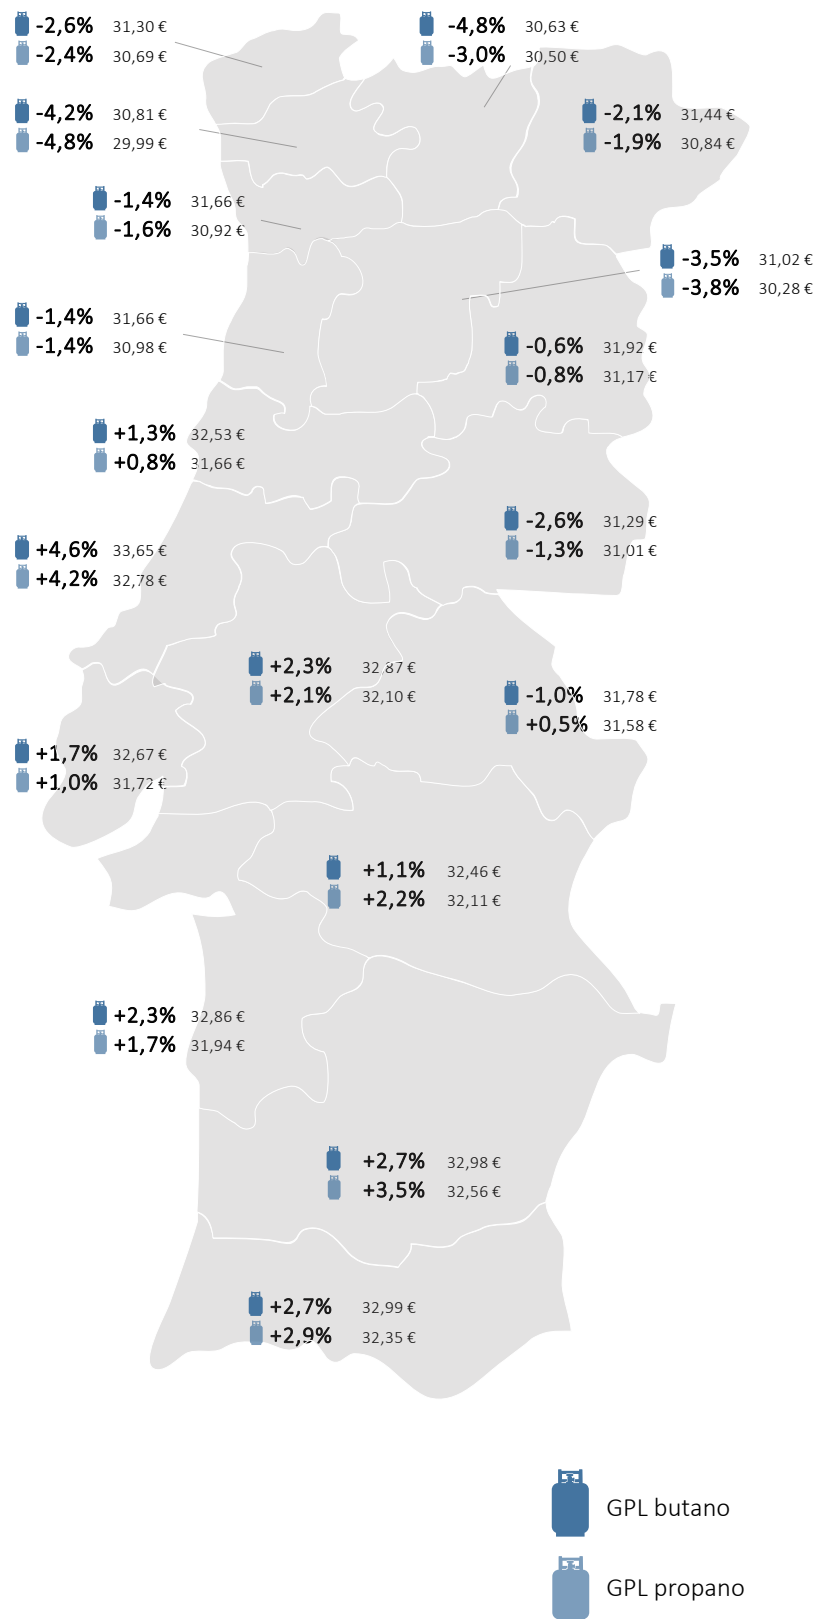 -2,6% 31,30 €
-2,4% 30,69 €
-4,8% 30,63 €
-3,0% 30,50 €
-4,2% 30,81 €
-4,8% 29,99 €
-2,1% 31,44 €
-1,9% 30,84 €
-1,4% 31,66 €
-1,6% 30,92 €
-3,5% 31,02 €
-3,8% 30,28 €
-1,4% 31,66 €
-1,4% 30,98 €
-0,6% 31,92 €
-0,8% 31,17 €
+1,3% 32,53 €
+0,8% 31,66 €
-2,6% 31,29 €
-1,3% 31,01 €
+4,6% 33,65 €
+4,2% 32,78 €
+2,3% 32,87 €
+2,1% 32,10 €
-1,0% 31,78 €
+0,5% 31,58 €
+1,7% 32,67 €
+1,0% 31,72 €
+1,1% 32,46 €
+2,2% 32,11 €
+2,3% 32,86 €
+1,7% 31,94 €
+2,7% 32,98 €
+3,5% 32,56 €
+2,7% 32,99 €
+2,9% 32,35 €
GPL butano
GPL propano